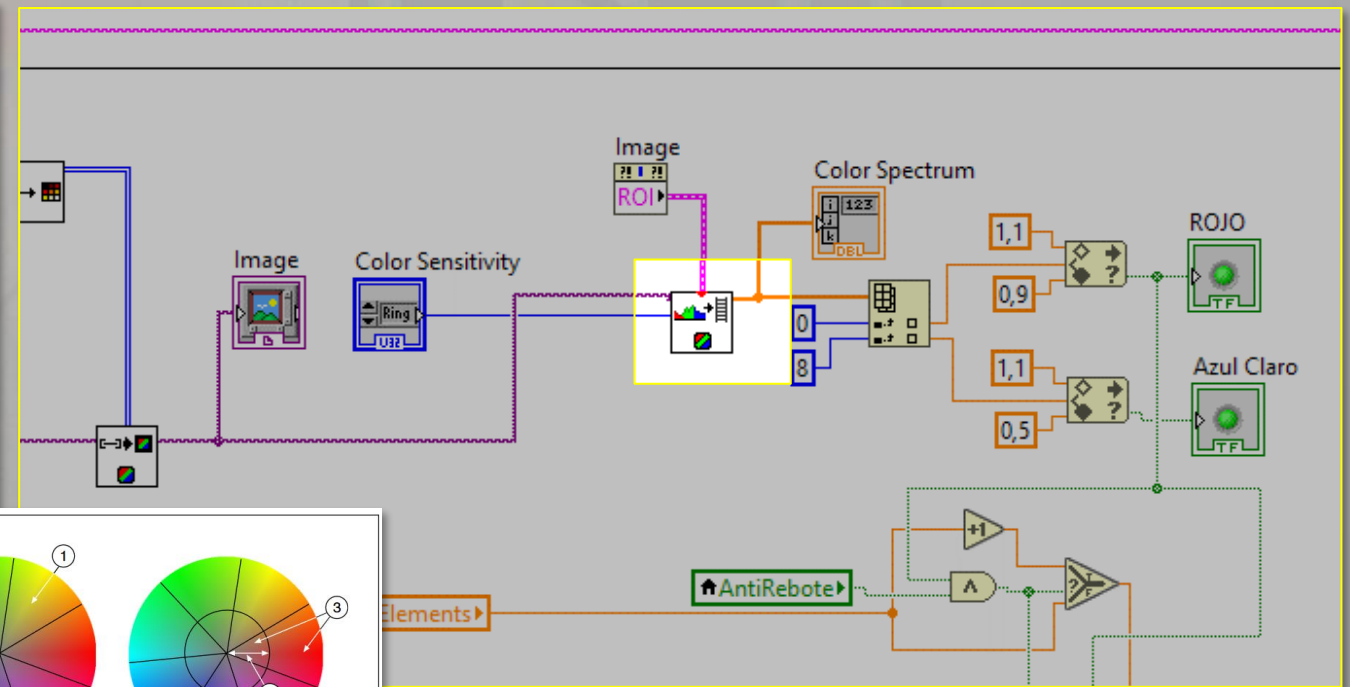 Image
?! ?!
ROI
Color Spectrum
i
j
k
123
DBL
1,1
ROJO
Image
Color Sensitivity
?
0,9
TF
Ring
U32
0
8
1,1
Azul Claro
?
0,5
TF
1
+1
3
AntiRebote
∧
?
T
F
Elements